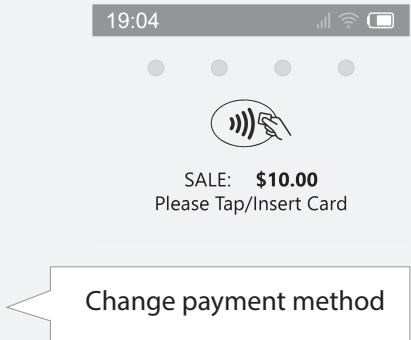 19:04
SALE: $10.00
Please Tap/Insert Card
Change payment method